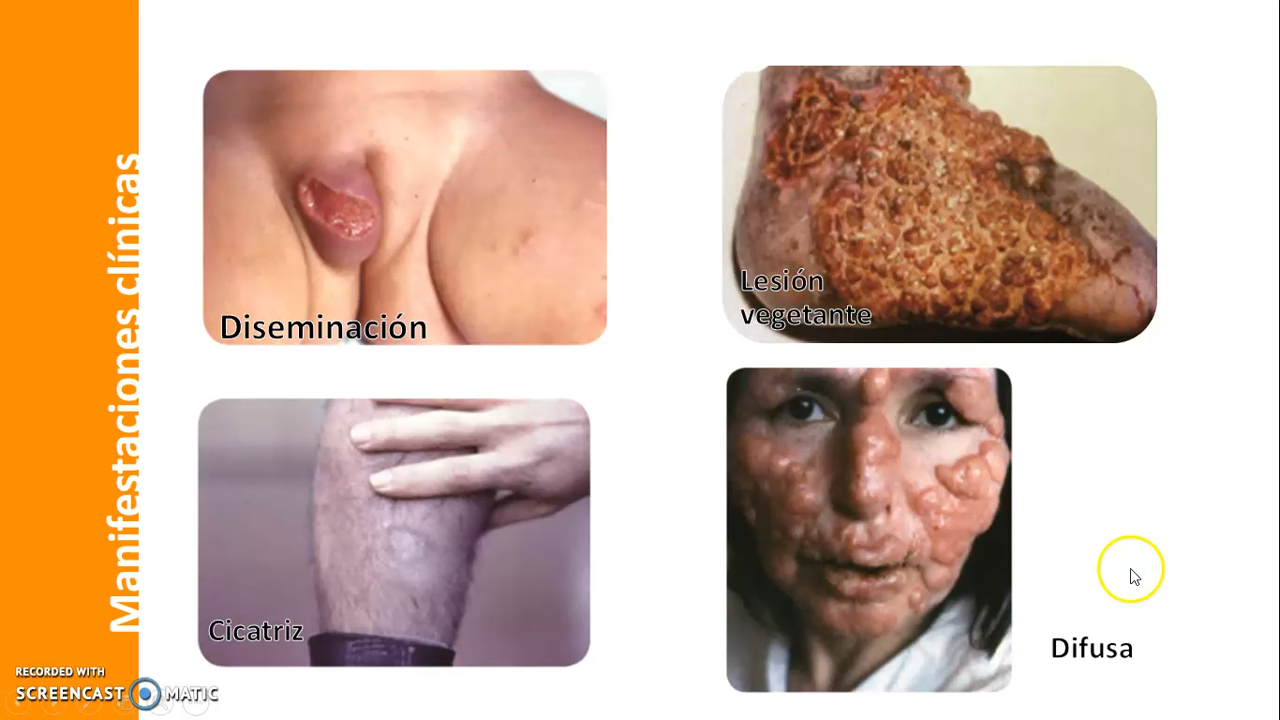 Manifestaciones clínicas
Diseminación
Lesión
vegetante
Cicatriz
Difusa
RECORDED WITH
SCREENCAST MATIC